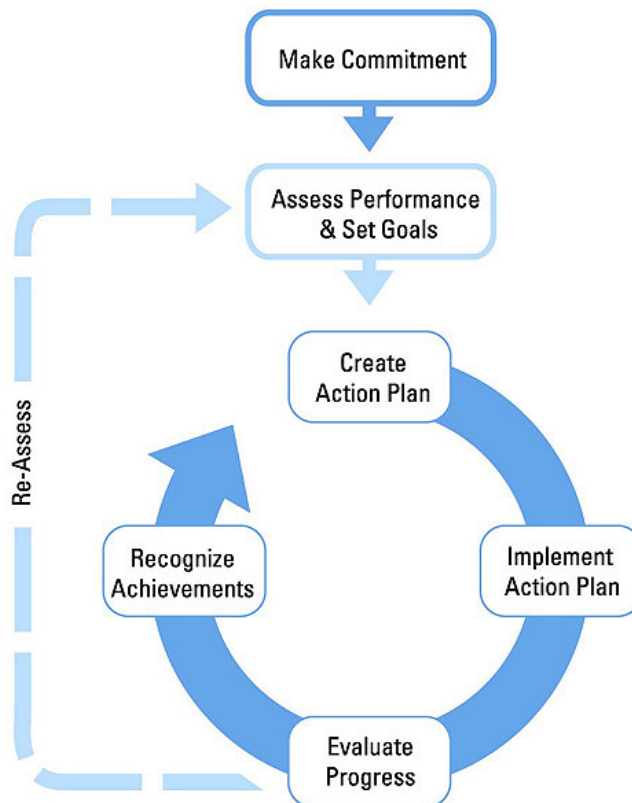 Make Commitment
Assess Performance
& Set Goals
Create
Action Plan
Re-Assess
Recognize
Achievements
Implement
Action Plan
Evaluate
Progress